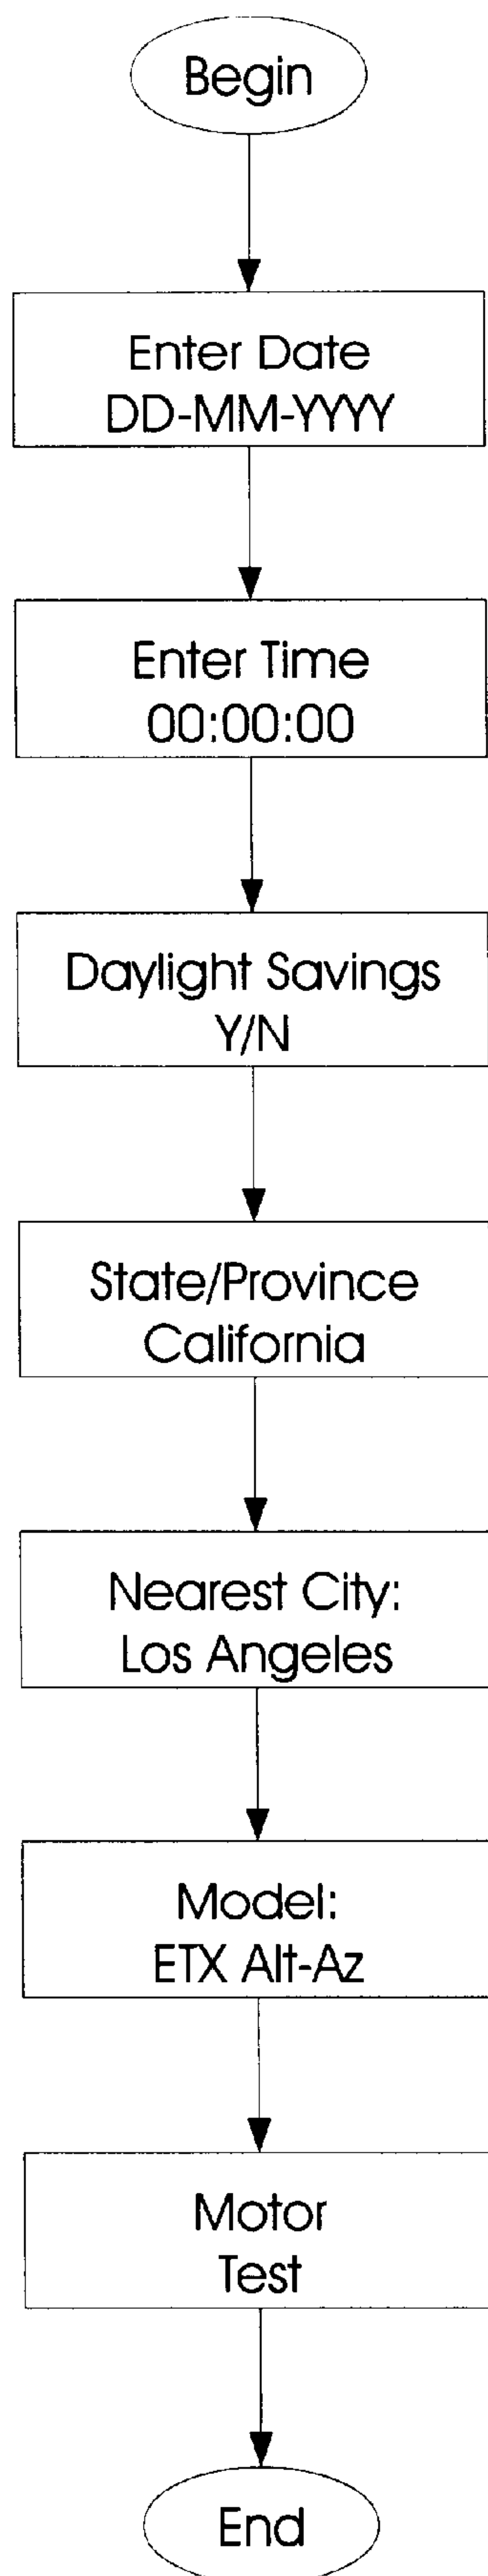 Begin
Enter Date
DD-MM-YYYY
Enter Time
00:00:00
Daylight Savings
Y/N
State/Province
California
Nearest City:
Los Angeles
Model:
ETX Alt-Az
Motor
Test
End